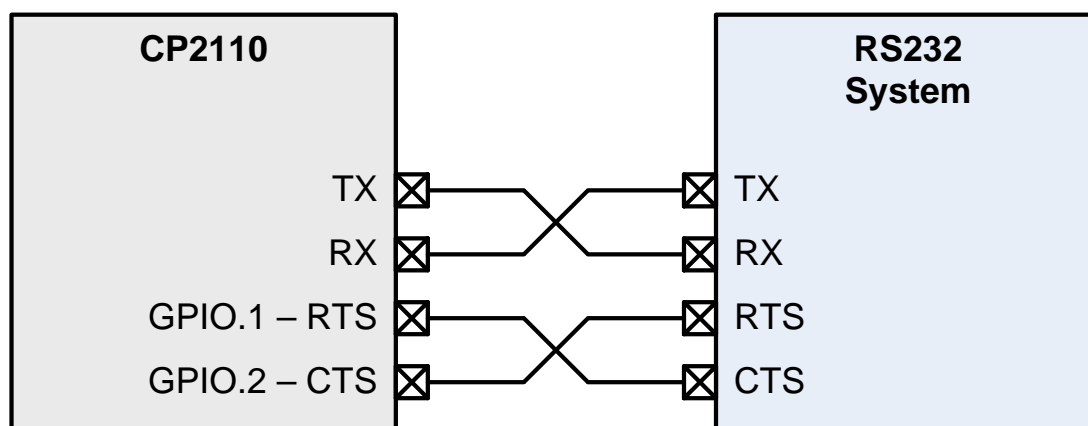 CP2110
TX
RX
GPIO.1 – RTS
GPIO.2 – CTS
RS232
System
TX
RX
RTS
CTS